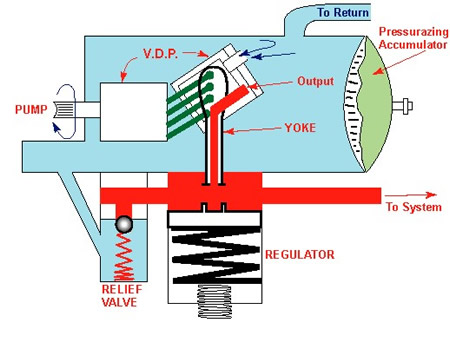 To Return
Pressurazing
Accumulator
V.D.P.
Output
PUMP
YOKE
To System
REGULATOR
RELIEF
VALVE